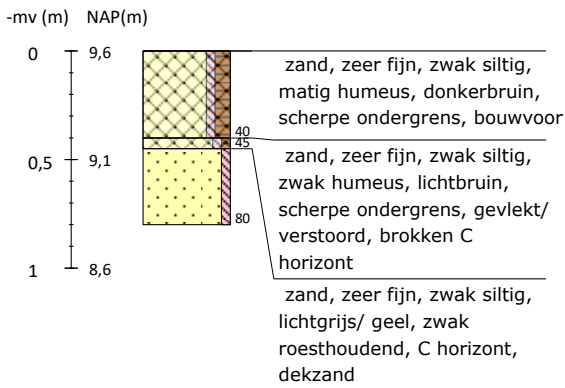 -mv (m) NAP(m)
0 9,6
zand, zeer fijn, zwak siltig,
matig humeus, donkerbruin,
scherpe ondergrens, bouwvoor
40
45
0,5 9,1
zand, zeer fijn, zwak siltig,
zwak humeus, lichtbruin,
scherpe ondergrens, gevlekt/
verstoord, brokken C
horizont
80
1 8,6
zand, zeer fijn, zwak siltig,
lichtgrijs/ geel, zwak
roesthoudend, C horizont,
dekzand